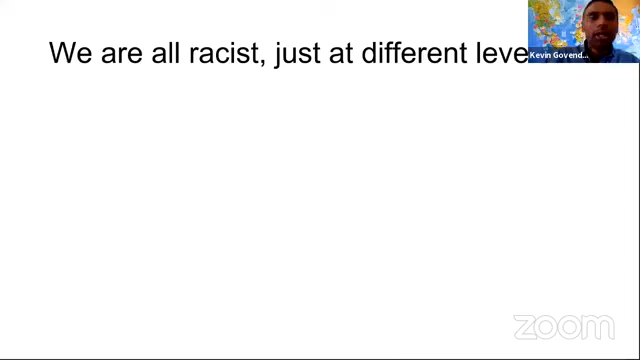 We are all racist, just at different leve
Kevin Govend...
zoom